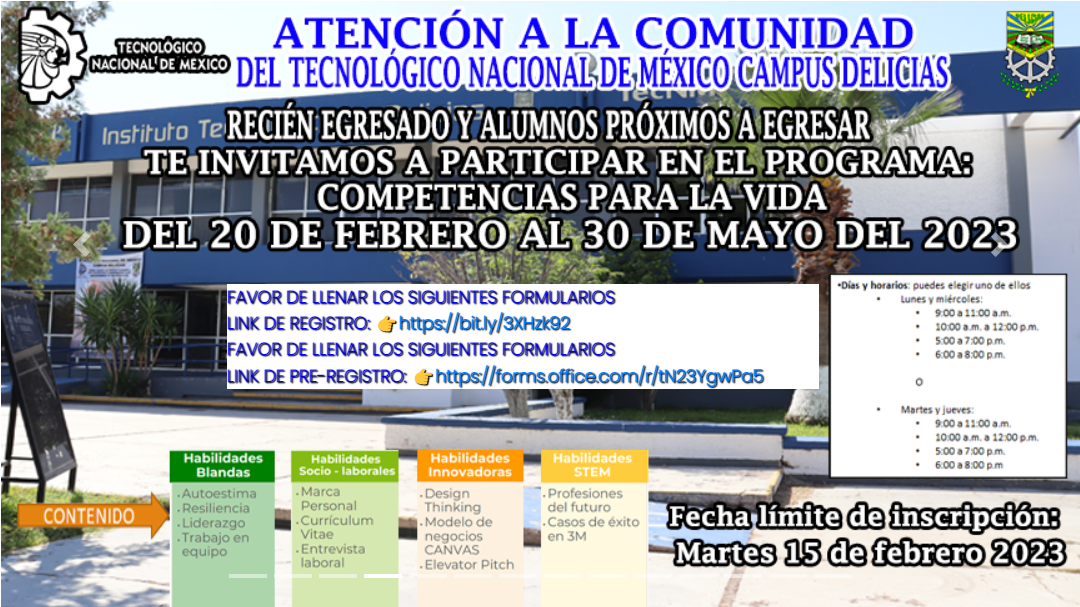 TECNOLÓGICO
NACIONAL DE MÉXICO
ATENCIÓN A LA COMUNIDAD
DEL TECNOLÓGICO NACIONAL DE MÉXICO CAMPUS DELICIAS
Instituto Te
RECIÉN EGRESADO Y ALUMNOS PRÓXIMOS A EGRESAR
TE INVITAMOS A PARTICIPAR EN EL PROGRAMA:
COMPETENCIAS PARA LA VIDA
DEL 20 DE FEBRERO AL 30 DE MAYO DEL 2023
FAVOR DE LLENAR LOS SIGUIENTES FORMULARIOS
LINK DE REGISTRO: 👉https://bit.ly/3XHzk92
FAVOR DE LLENAR LOS SIGUIENTES FORMULARIOS
LINK DE PRE-REGISTRO: 👉https://forms.office.com/r/tN23YgwPa5
•Días y horarios: puedes elegir uno de ellos
• Lunes y miércoles:
• 9:00 a 11:00 a.m.
• 10:00 a.m. a 12:00 p.m.
• 5:00 a 7:00 p.m.
• 6:00 a 8:00 p.m.
O
• Martes y jueves:
• 9:00 a 11:00 a.m.
• 10:00 a.m. a 12:00 p.m.
• 5:00 a 7:00 p.m.
• 6:00 a 8:00 p.m
CONTENIDO
Habilidades
Blandas
• Autoestima
• Resiliencia
• Liderazgo
• Trabajo en
equipo
Habilidades
Socio - laborales
• Marca
Personal
• Currículum
Vitae
• Entrevista
laboral
Habilidades
Innovadoras
• Design
Thinking
• Modelo de
negocios
CANVAS
• Elevator Pitch
Habilidades
STEM
• Profesiones
del futuro
• Casos de éxito
en 3M
Fecha límite de inscripción:
Martes 15 de febrero 2023